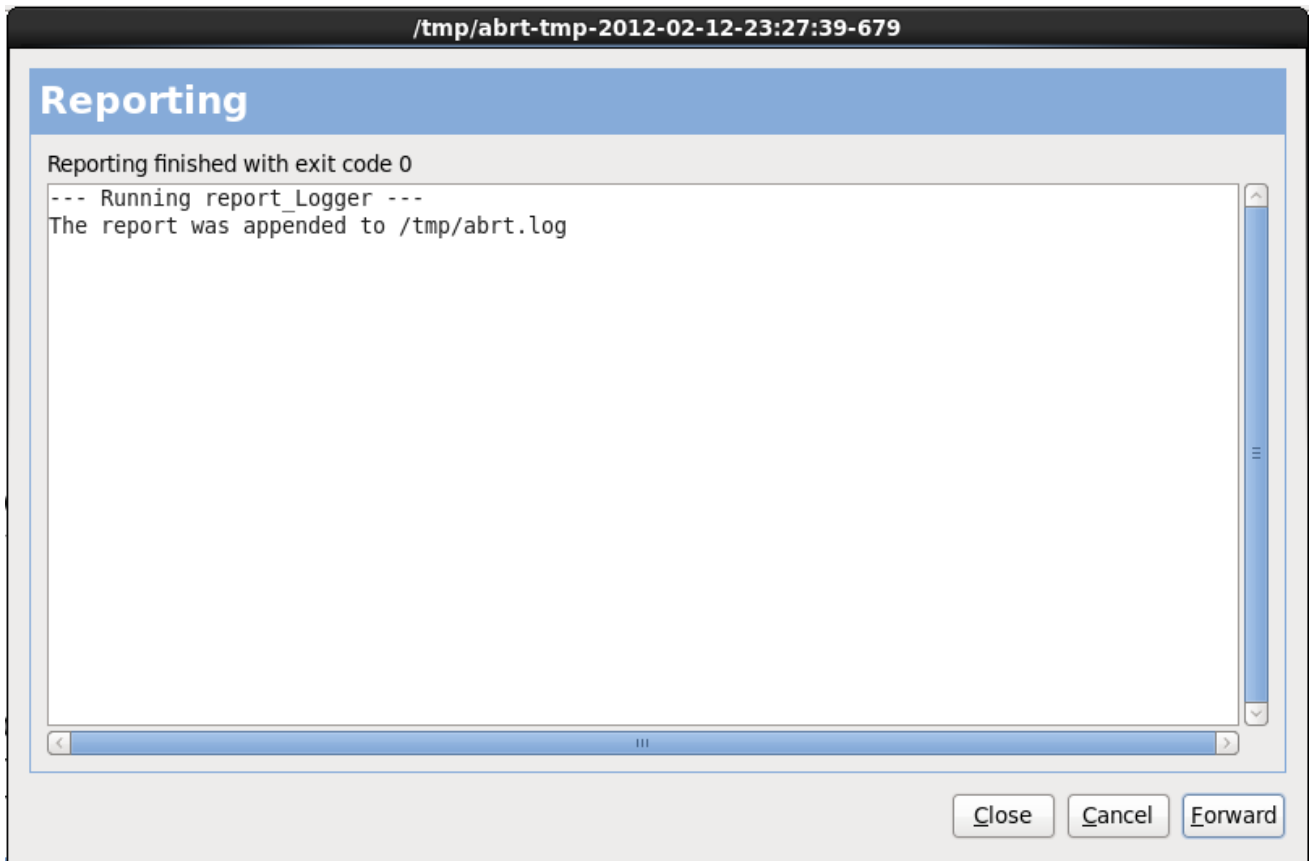 /tmp/abrt-tmp-2012-02-12-23:27:39-679
Reporting
Reporting finished with exit code 0
--- Running report_Logger ---
The report was appended to /tmp/abrt.log
Close Cancel Forward